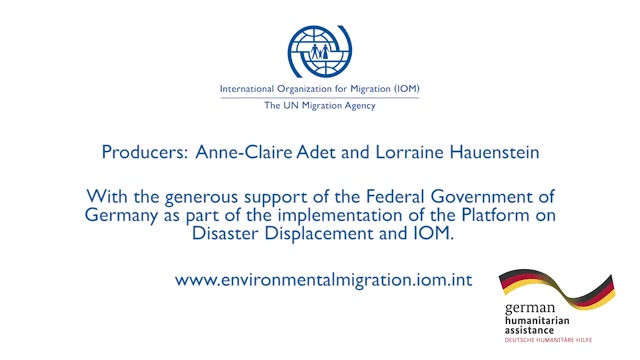 International Organization for Migration (IOM)
The UN Migration Agency
Producers: Anne-Claire Adet and Lorraine Hauenstein
With the generous support of the Federal Government of
Germany as part of the implementation of the Platform on
Disaster Displacement and IOM.
www.environmentalmigration.iom.int
german
humanitarian
assistance
DEUTSCHE HUMANITÄRE HILFE